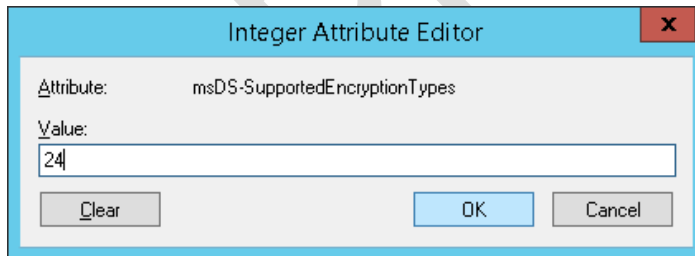 Integer Attribute Editor
x
Attribute: msDS-SupportedEncryptionTypes
Value:
24
Clear OK Cancel